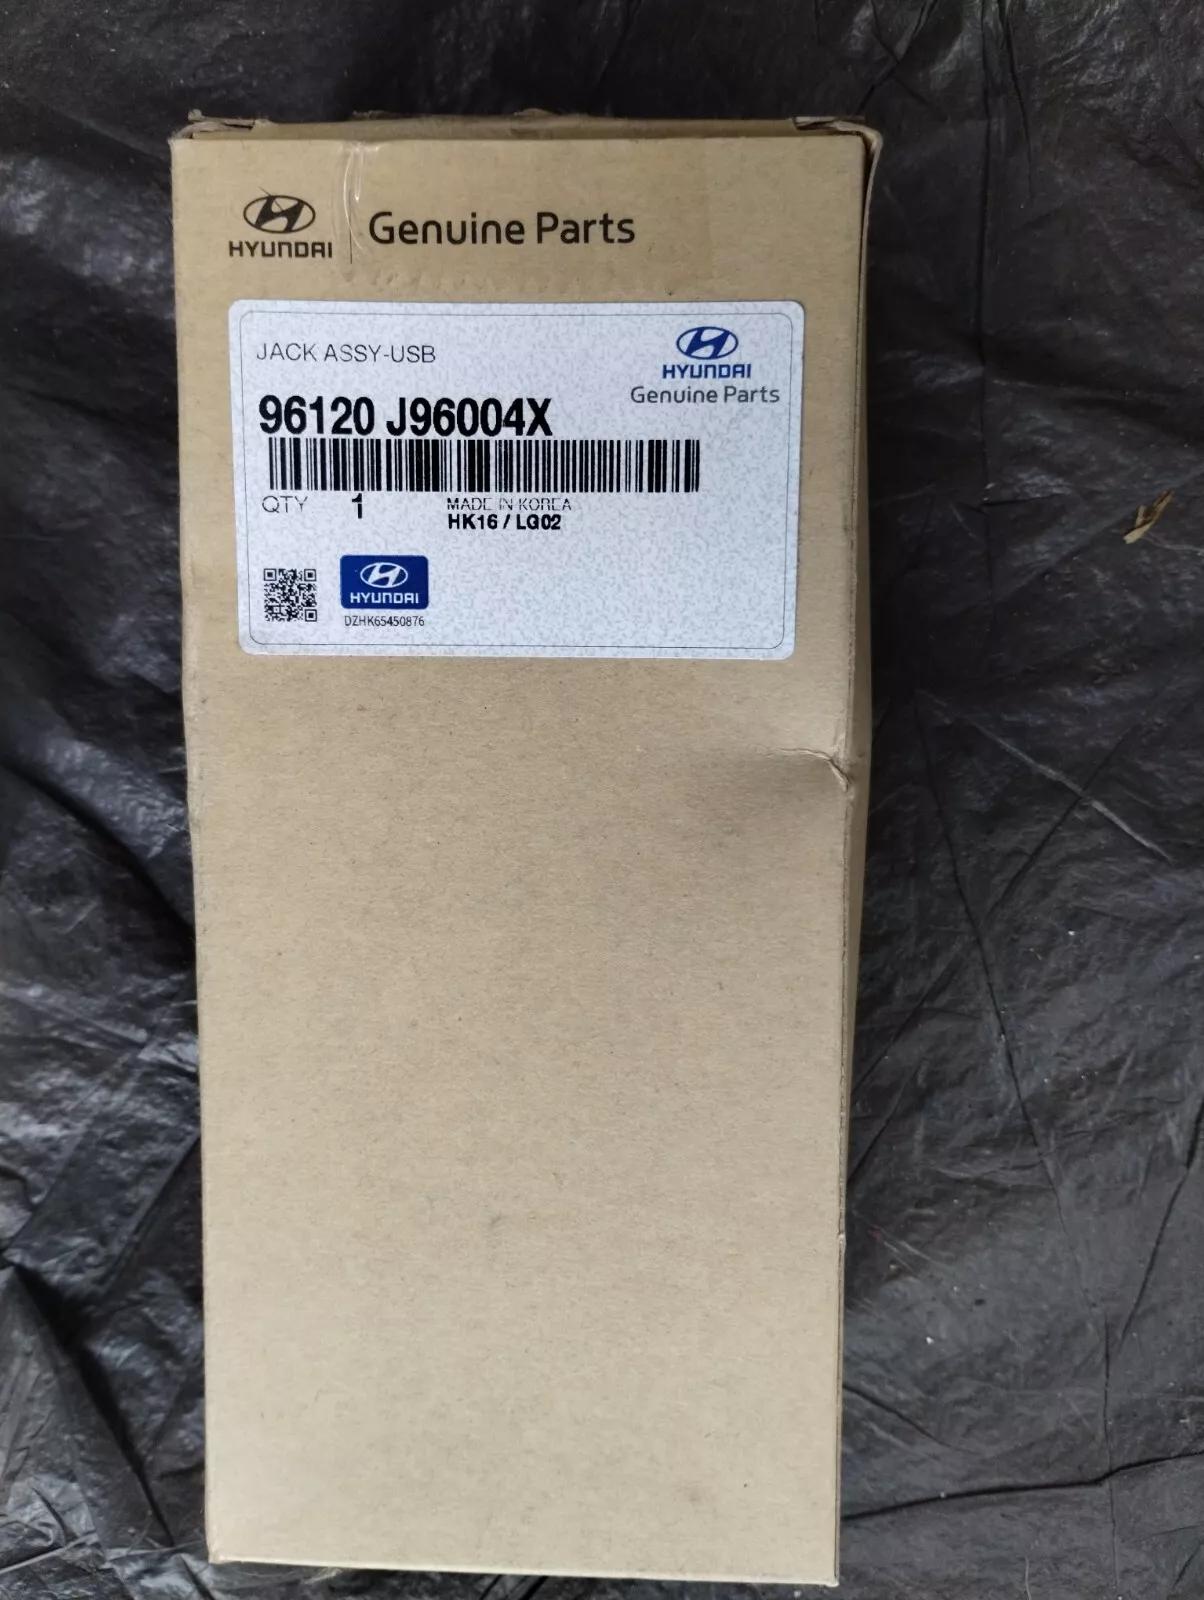 HYUNDAI
Genuine Parts
JACK ASSY-USB
HYUNDAI
Genuine Parts
96120 J96004X
QTY 1
MADE IN KOREA
HK16 / LG02
HYUNDAI
DZHK65450876